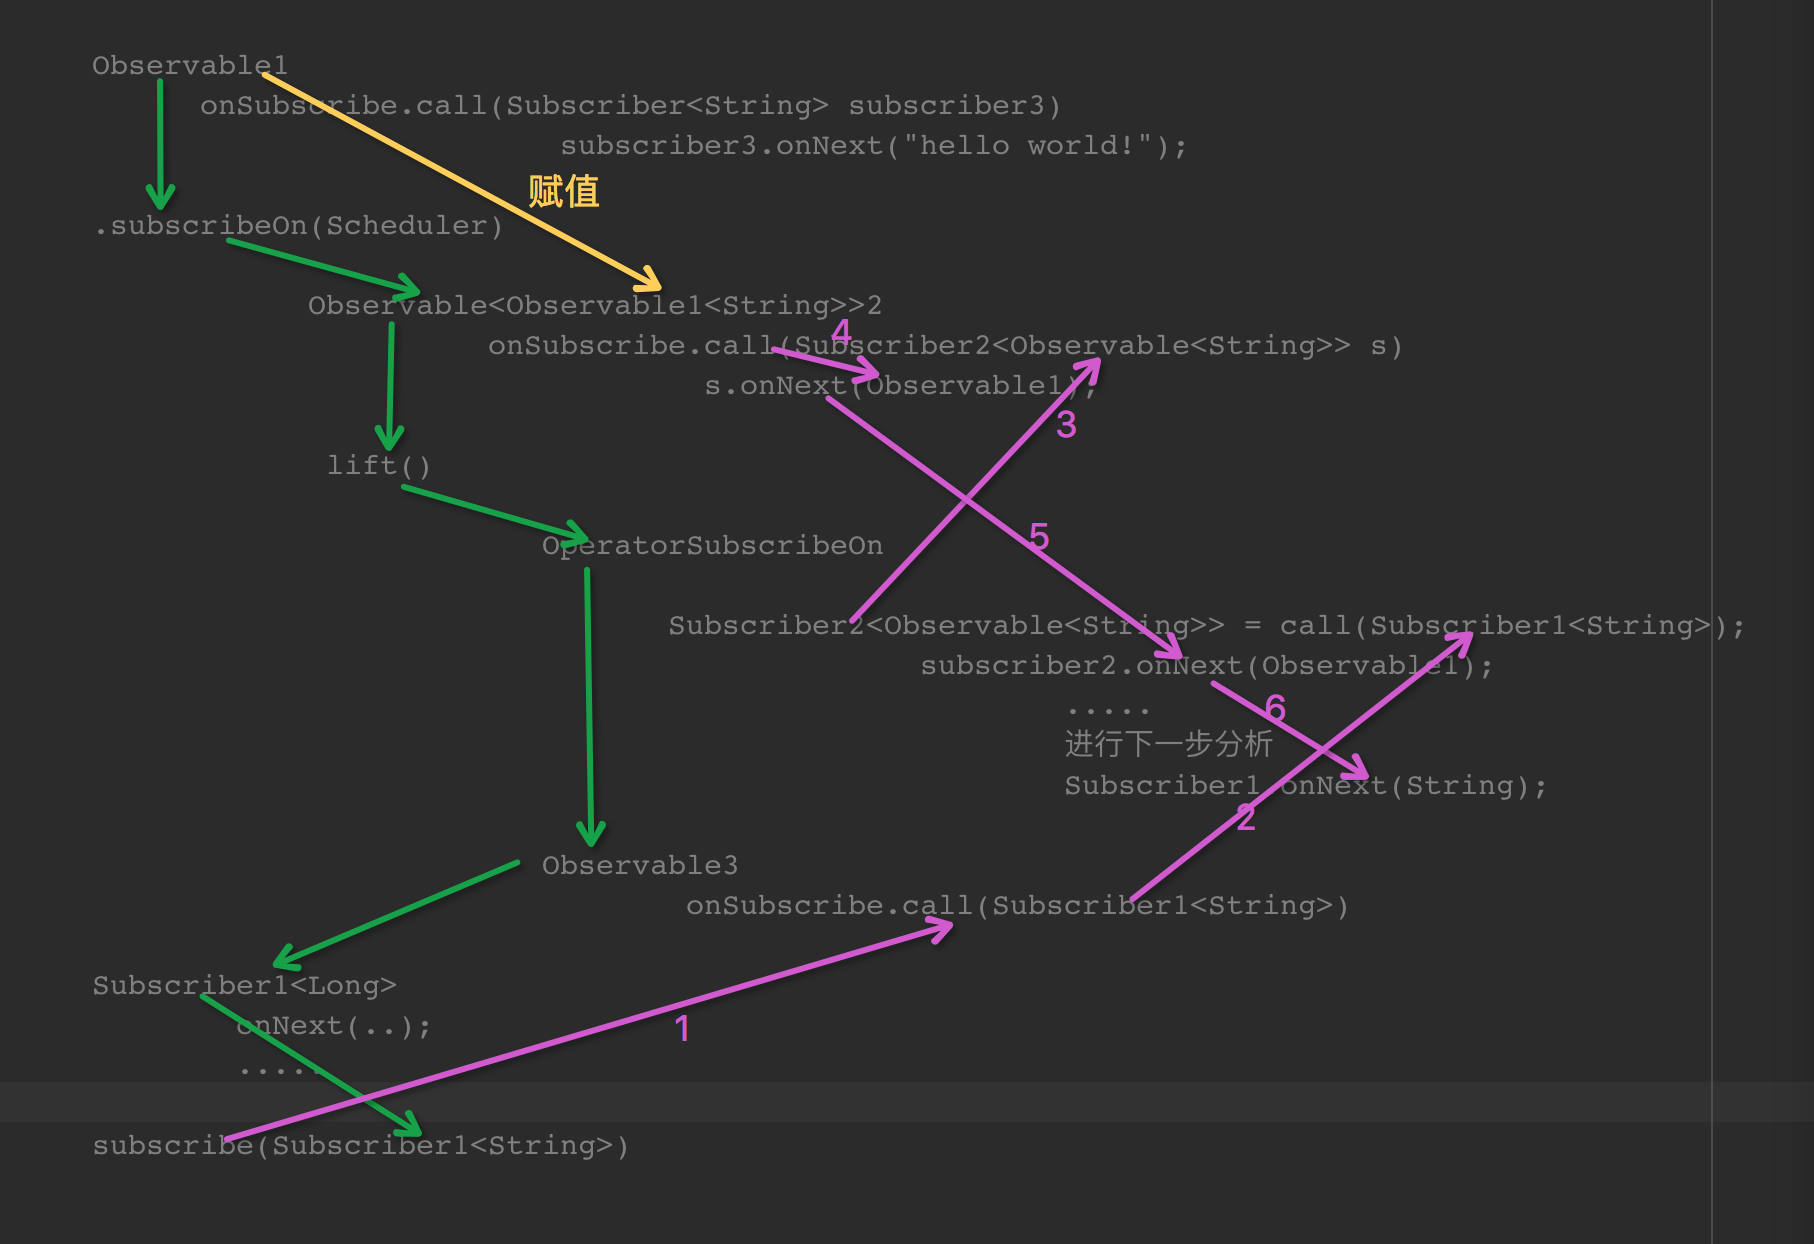 Observable1
onSubscribe.call(Subscriber<String> subscriber3)
subscriber3.onNext("hello world!");
赋值
.subscribeOn(Scheduler)
Observable<Observable1<String>>2
4
onSubscribe.call(Subscriber2<Observable<String>> s)
s.onNext(Observable1);
3
lift()
5
OperatorSubscribeOn
Subscriber2<Observable<String>> = call(Subscriber1<String>);
subscriber2.onNext(Observable1);
6
.....
进行下一步分析
Subscriber1 onNext(String);
2
Observable3
onSubscribe.call(Subscriber1<String>)
Subscriber1<Long>
onNext(..);
1
.....
subscribe(Subscriber1<String>)